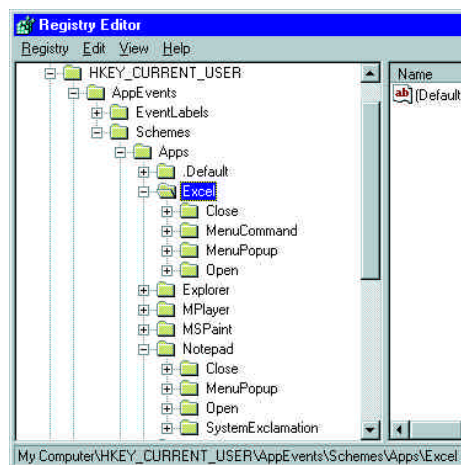 Registry Editor
Registry Edit View Help
HKEY_CURRENT_USER
AppEvents
EventLabels
Schemes
Apps
.Default
Excel
Close
MenuCommand
MenuPopup
Open
Explorer
MPlayer
MSPaint
Notepad
Close
MenuPopup
Open
SystemExclamation
Name
ab (Default
My Computer\HKEY_CURRENT_USER\AppEvents\Schemes\Apps\Excel